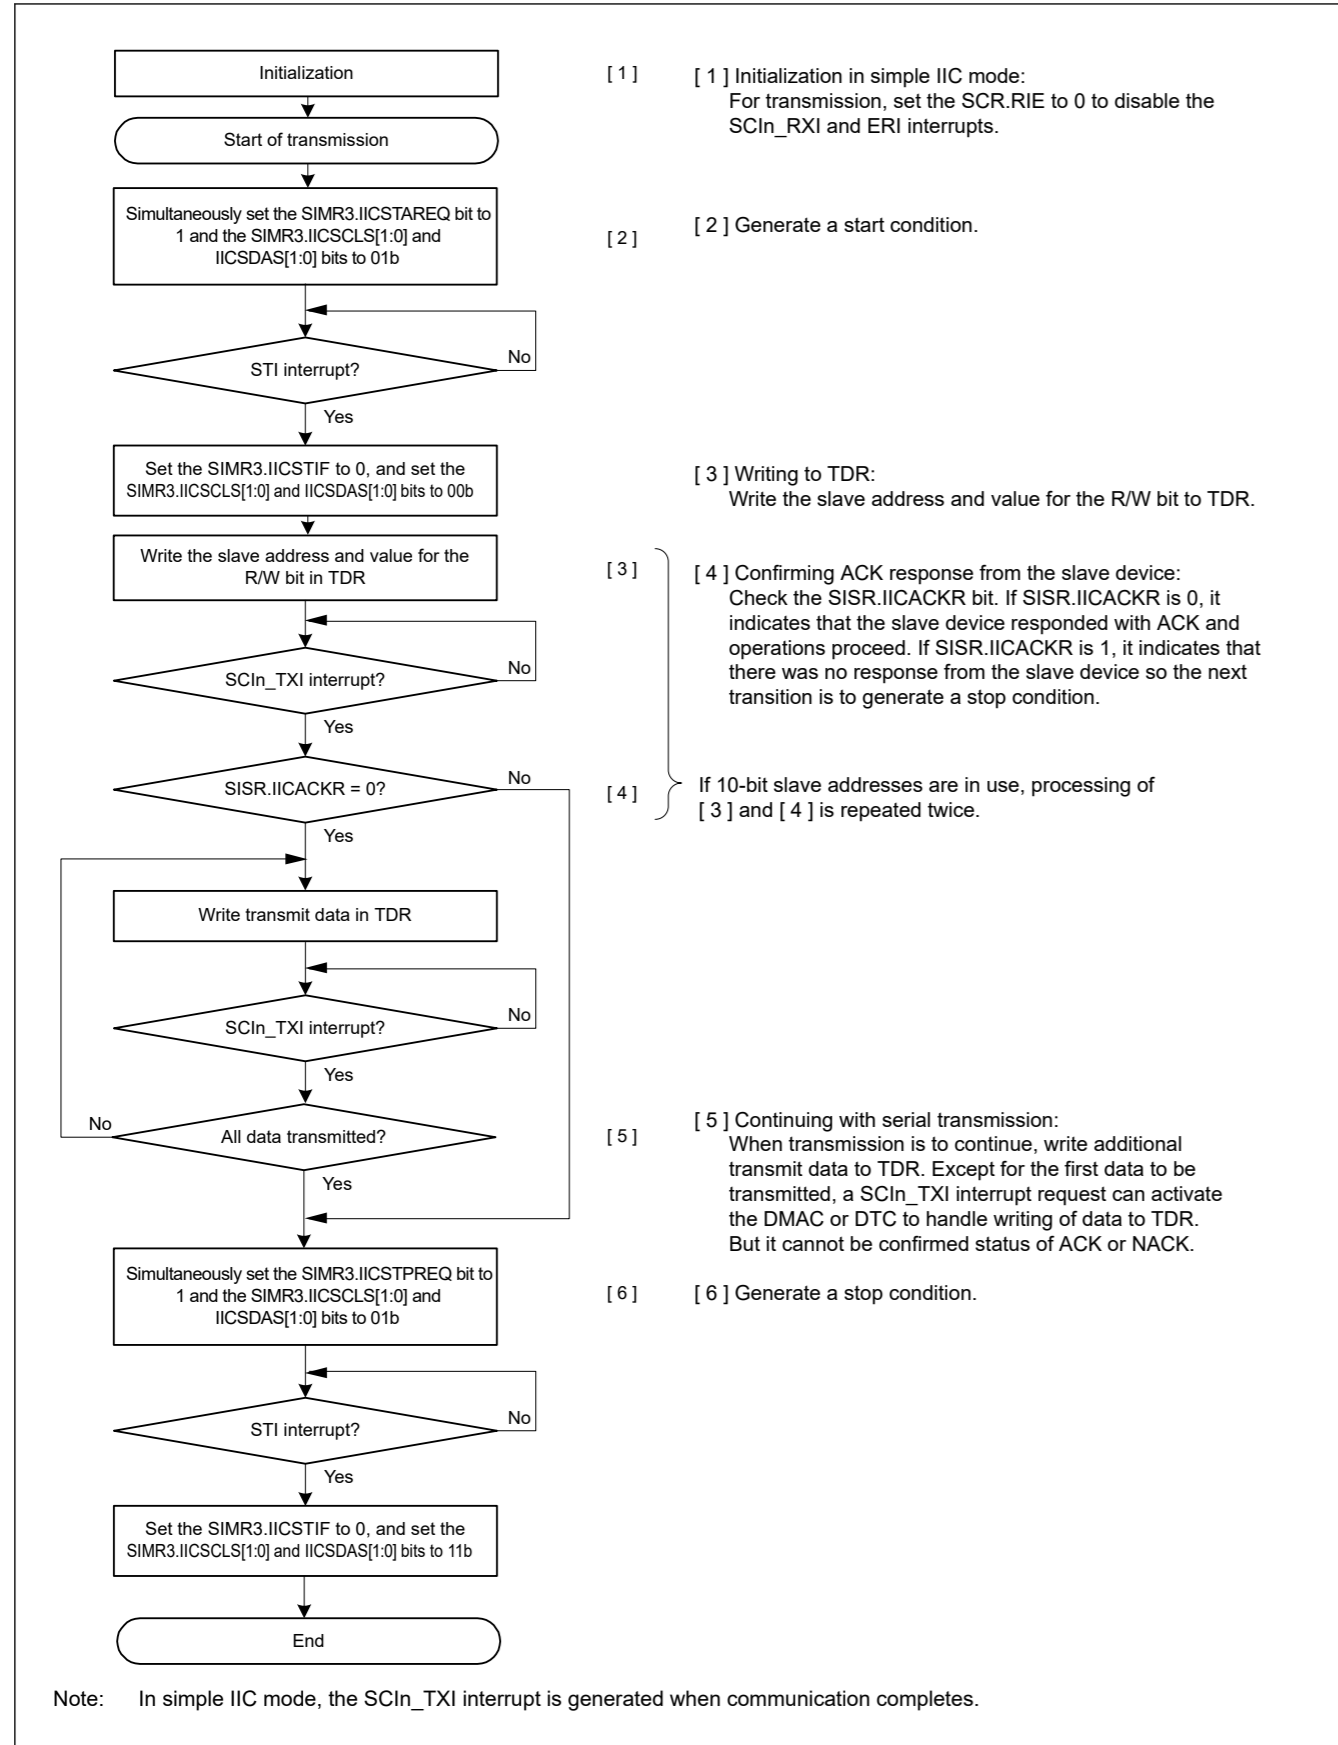 Initialization
[ 1 ]
[ 1 ] Initialization in simple IIC mode:
For transmission, set the SCR.RIE to 0 to disable the
SCIn_RXI and ERI interrupts.
Start of transmission
Simultaneously set the SIMR3.IICSTAREQ bit to
1 and the SIMR3.IICSCLS[1:0] and
IICSDAS[1:0] bits to 01b
[ 2 ]
[ 2 ] Generate a start condition.
STI interrupt?
No
Yes
Set the SIMR3.IICSTIF to 0, and set the
SIMR3.IICSCLS[1:0] and IICSDAS[1:0] bits to 00b
[ 3 ] Writing to TDR:
Write the slave address and value for the R/W bit to TDR.
Write the slave address and value for the
R/W bit in TDR
[ 3 ]
[ 4 ] Confirming ACK response from the slave device:
Check the SISR.IICACKR bit. If SISR.IICACKR is 0, it
indicates that the slave device responded with ACK and
operations proceed. If SISR.IICACKR is 1, it indicates that
there was no response from the slave device so the next
transition is to generate a stop condition.
SCIn_TXI interrupt?
No
Yes
SISR.IICACKR = 0?
No
[ 4 ]
If 10-bit slave addresses are in use, processing of
[ 3 ] and [ 4 ] is repeated twice.
Yes
Write transmit data in TDR
SCIn_TXI interrupt?
No
Yes
No
All data transmitted?
[ 5 ]
[ 5 ] Continuing with serial transmission:
When transmission is to continue, write additional
transmit data to TDR. Except for the first data to be
transmitted, a SCIn_TXI interrupt request can activate
the DMAC or DTC to handle writing of data to TDR.
But it cannot be confirmed status of ACK or NACK.
Yes
Simultaneously set the SIMR3.IICSTPREQ bit to
1 and the SIMR3.IICSCLS[1:0] and
IICSDAS[1:0] bits to 01b
[ 6 ]
[ 6 ] Generate a stop condition.
STI interrupt?
No
Yes
Set the SIMR3.IICSTIF to 0, and set the
SIMR3.IICSCLS[1:0] and IICSDAS[1:0] bits to 11b
End
Note: In simple IIC mode, the SCIn_TXI interrupt is generated when communication completes.